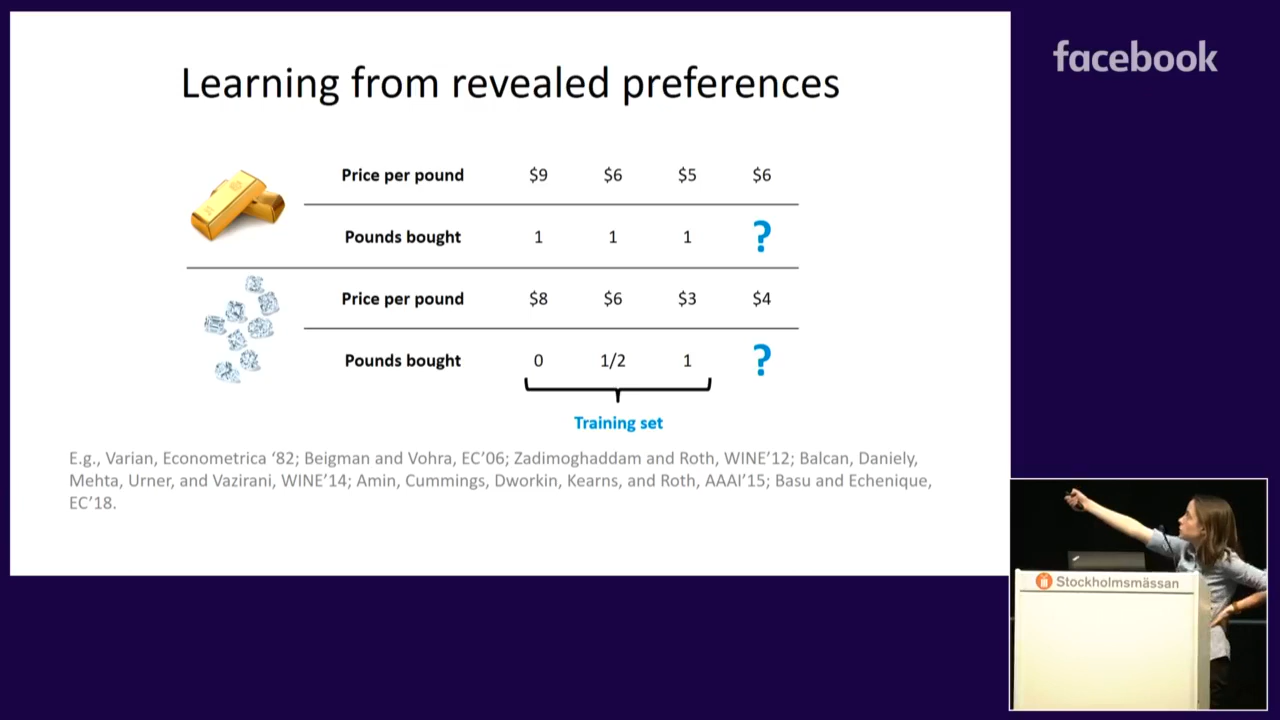 Learning from revealed preferences
facebook
Price per pound $9 $6 $5 $6
Pounds bought 1 1 1 ?
Price per pound $8 $6 $3 $4
Pounds bought 0 1/2 1 ?
Training set
E.g., Varian, Econometrica ‘82; Beigman and Vohra, EC’06; Zadimoghaddam and Roth, WINE’12; Balcan, Daniely,
Mehta, Urner, and Vazirani, WINE’14; Amin, Cummings, Dworkin, Kearns, and Roth, AAAI’15; Basu and Echenique,
EC’18.
Stockholmsmässan